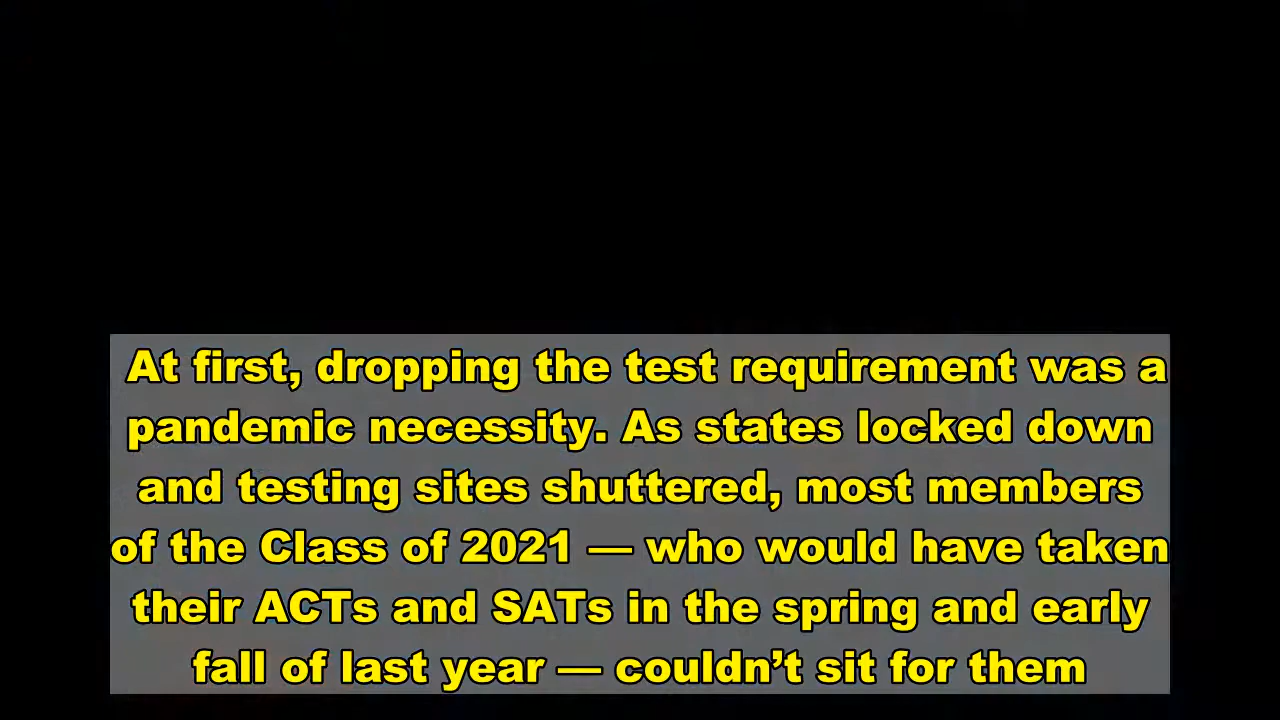 At first, dropping the test requirement was a
pandemic necessity. As states locked down
and testing sites shuttered, most members
of the Class of 2021 — who would have taken
their ACTs and SATs in the spring and early
fall of last year — couldn’t sit for them